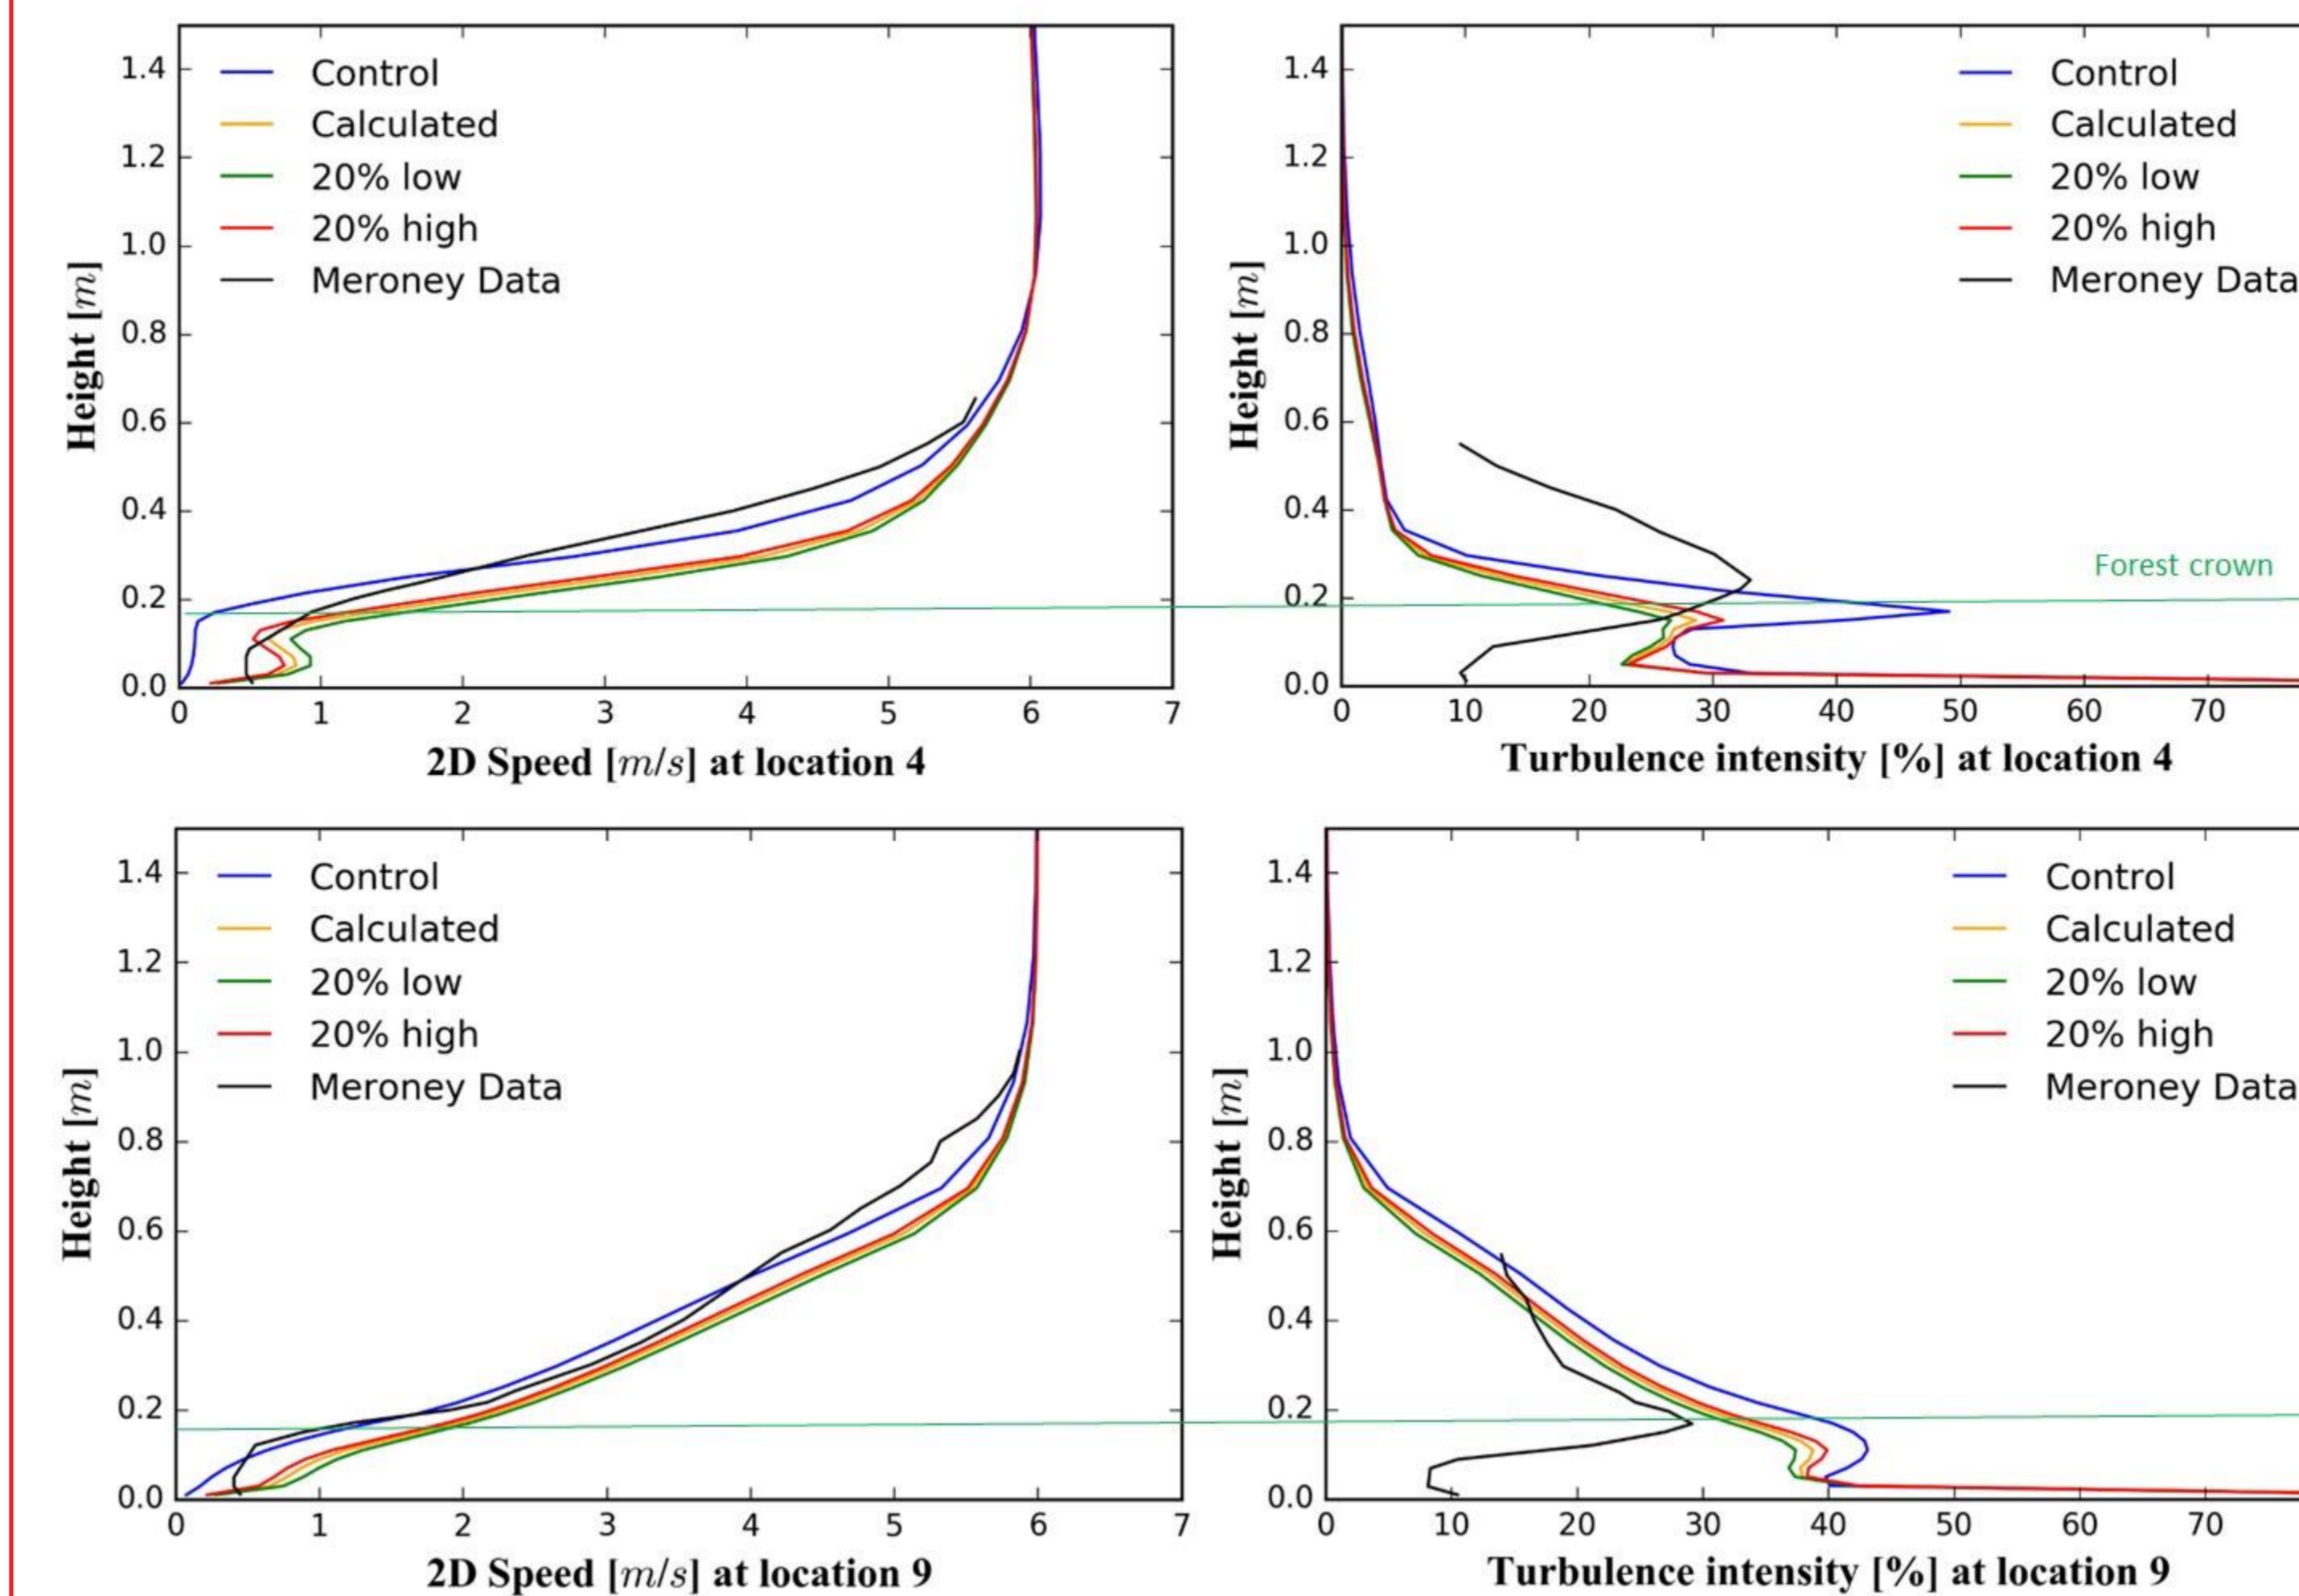 1.4
1.2
1.0
0.8
0.6
0.4
0.2
0.0
Height [m]
Control
Calculated
20% low
20% high
Meroney Data
0 1 2 3 4 5 6 7
2D Speed [m/s] at location 4
1.4
1.2
1.0
0.8
0.6
0.4
0.2
0.0
Height [m]
Control
Calculated
20% low
20% high
Meroney Data
Forest crown
0 10 20 30 40 50 60 70
Turbulence intensity [%] at location 4
1.4
1.2
1.0
0.8
0.6
0.4
0.2
0.0
Height [m]
Control
Calculated
20% low
20% high
Meroney Data
0 1 2 3 4 5 6 7
2D Speed [m/s] at location 9
1.4
1.2
1.0
0.8
0.6
0.4
0.2
0.0
Height [m]
Control
Calculated
20% low
20% high
Meroney Data
0 10 20 30 40 50 60 70
Turbulence intensity [%] at location 9